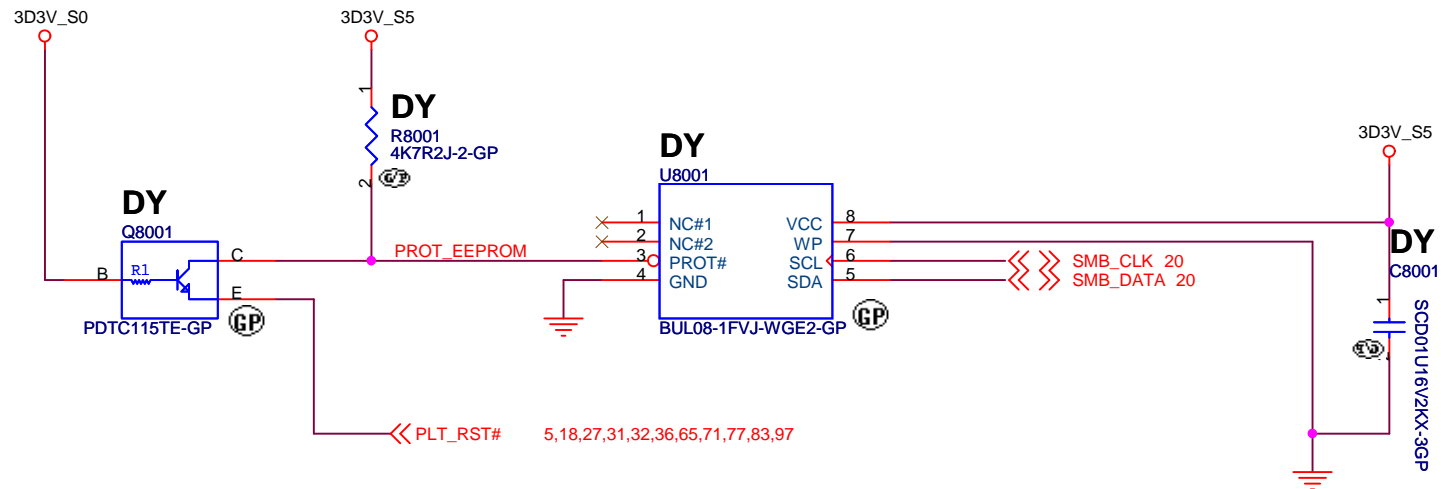 3D3V_S0
3D3V_S5
1
DY
R8001
4K7R2J-2-GP
2
G/P
DY
Q8001
R1
B
C
E
PDTC115TE-GP
GP
PROT_EEPROM
DY
U8001
1 NC#1
2 NC#2
3 PROT#
4 GND
VCC 8
WP 7
SCL 6
SDA 5
BUL08-1FVJ-WGE2-GP
GP
SMB_CLK 20
SMB_DATA 20
3D3V_S5
DY
C8001
1
SCD01U16V2KX-3GP
PLT_RST# 5,18,27,31,32,36,65,71,77,83,97